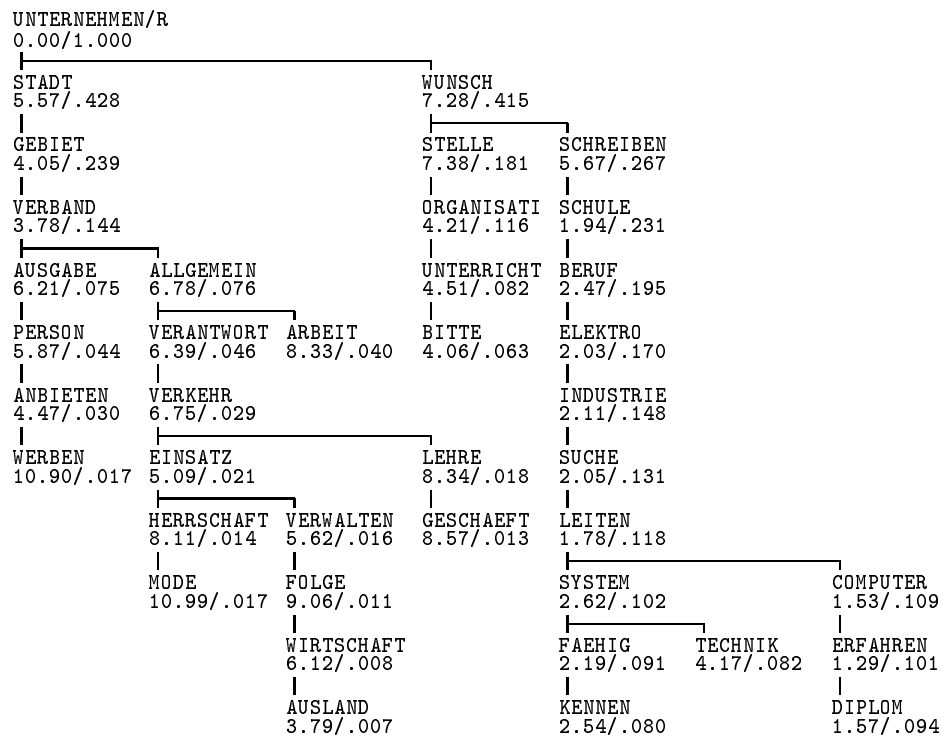 UNTERNEHMEN/R
0.00/1.000
STADT WUNSCH
5.57/.428 7.28/.415
GEBIET STELLE SCHREIBEN
4.05/.239 7.38/.181 5.67/.267
VERBAND ORGANISATI SCHULE
3.78/.144 4.21/.116 1.94/.231
AUSGABE ALLGEMEIN UNTERRICHT BERUF
6.21/.075 6.78/.076 4.51/.082 2.47/.195
PERSON VERANTWORT ARBEIT BITTE ELEKTRO
5.87/.044 6.39/.046 8.33/.040 4.06/.063 2.03/.170
ANBIETEN VERKEHR INDUSTRIE
4.47/.030 6.75/.029 2.11/.148
WERBEN EINSATZ LEHRE SUCHE
10.90/.017 5.09/.021 8.34/.018 2.05/.131
HERRSCHAFT VERWALTEN GESCHAEFT LEITEN
8.11/.014 5.62/.016 8.57/.013 1.78/.118
MODE FOLGE SYSTEM COMPUTER
10.99/.017 9.06/.011 2.62/.102 1.53/.109
WIRTSCHAFT FAEHIG TECHNIK ERFAHREN
6.12/.008 2.19/.091 4.17/.082 1.29/.101
AUSLAND KENNEN DIPLOM
3.79/.007 2.54/.080 1.57/.094